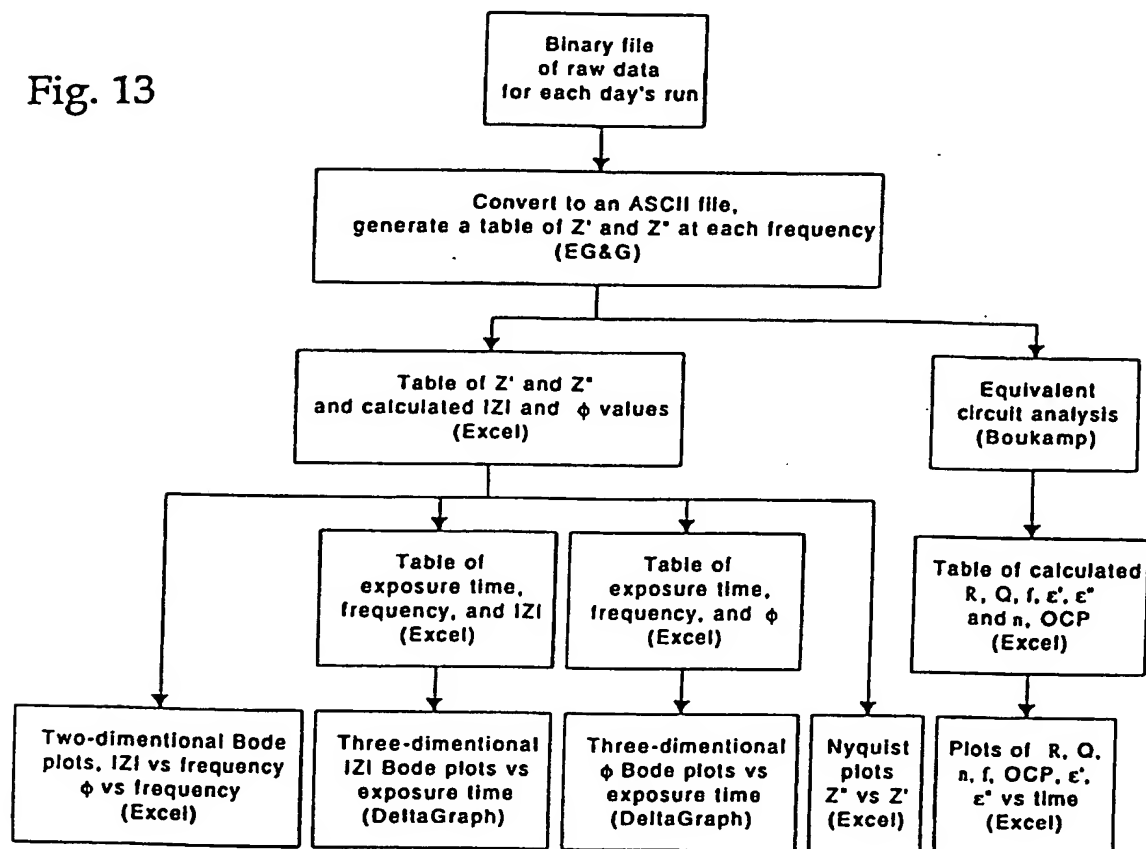 Fig. 13
Binary file
of raw data
for each day's run
Convert to an ASCII file,
generate a table of Z' and Z" at each frequency
(EG&G)
Table of Z' and Z"
and calculated IZI and ϕ values
(Excel)
Equivalent
circuit analysis
(Boukamp)
Table of
exposure time,
frequency, and IZI
(Excel)
Table of
exposure time,
frequency, and ϕ
(Excel)
Table of calculated
R, Q, f, ε', ε"
and n, OCP
(Excel)
Two-dimentional Bode
plots, IZI vs frequency
ϕ vs frequency
(Excel)
Three-dimentional
IZI Bode plots vs
exposure time
(DeltaGraph)
Three-dimentional
ϕ Bode plots vs
exposure time
(DeltaGraph)
Nyquist
plots
Z" vs Z'
(Excel)
Plots of R, Q,
n, f, OCP, ε',
ε" vs time
(Excel)